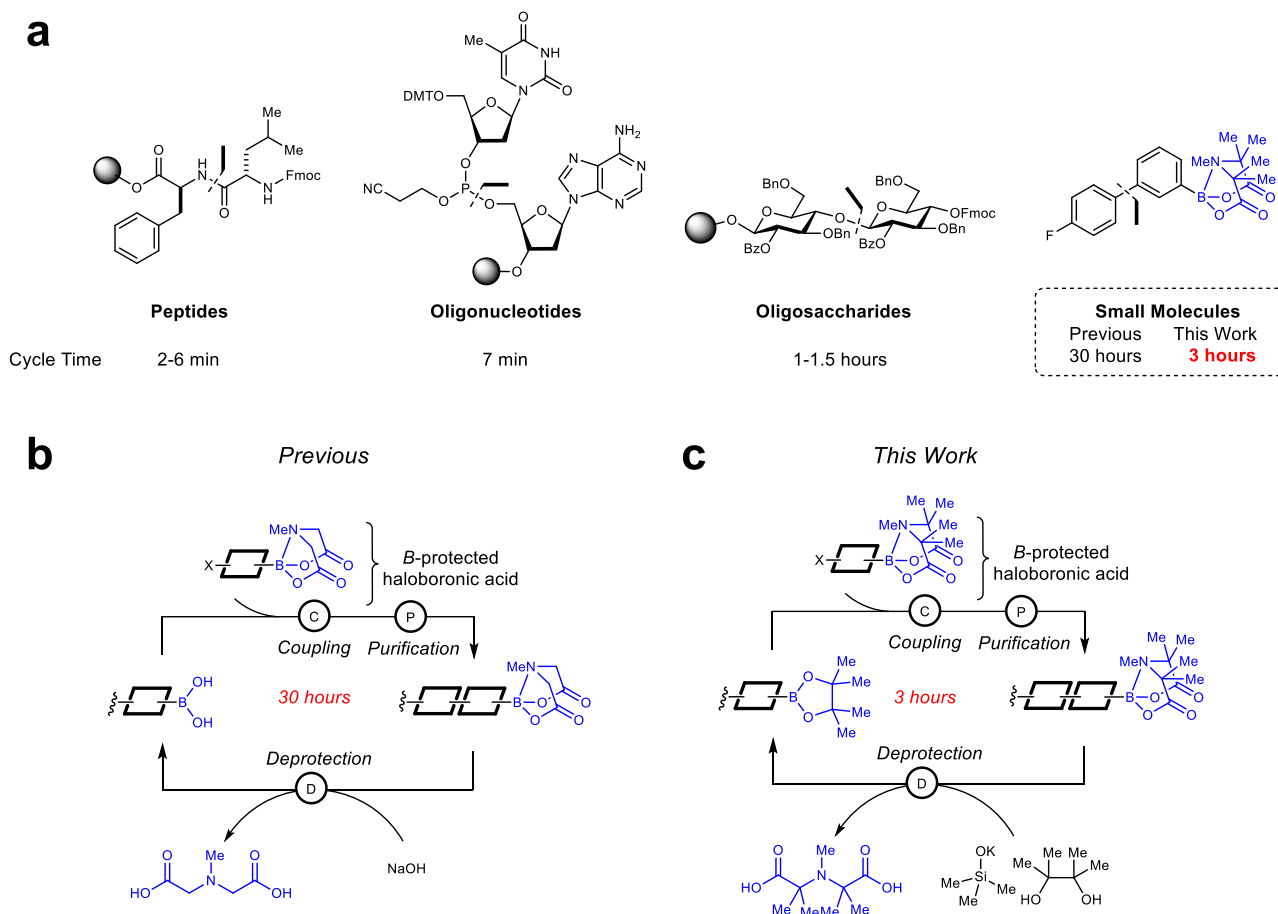 a
Me
O
NH
N
O
DMTO
O
O
NC
O
P
O
O
O
NH2
N
N
N
N
O
O
H
N
O
Me
Me
N
H
Fmoc
BnO
BnO
O
O
O
OFmoc
O
OBn
OBn
BzO
BzO
Me
Me
N
Me
Me
B
O
O
O
O
F
Peptides
Oligonucleotides
Oligosaccharides
Small Molecules
Previous This Work
30 hours 3 hours
Cycle Time
2-6 min
7 min
1-1.5 hours
b
Previous
MeN
X
B
O
O
O
O
B-protected
haloboronic acid
C
P
Coupling
Purification
30 hours
OH
B
OH
MeN
B
O
O
O
O
Deprotection
D
O
Me
O
HO
N
OH
NaOH
c
This Work
Me
Me
MeN
Me
Me
X
B
O
O
O
O
B-protected
haloboronic acid
C
P
Coupling
Purification
3 hours
B
O
O
Me
Me
Me
Me
Me
Me
MeN
Me
Me
B
O
O
O
O
Deprotection
D
O
Me
O
HO
N
OH
Me
Me
Me
Me
OK
Me
Si
Me
Me
Me
Me
Me
Me
HO
OH